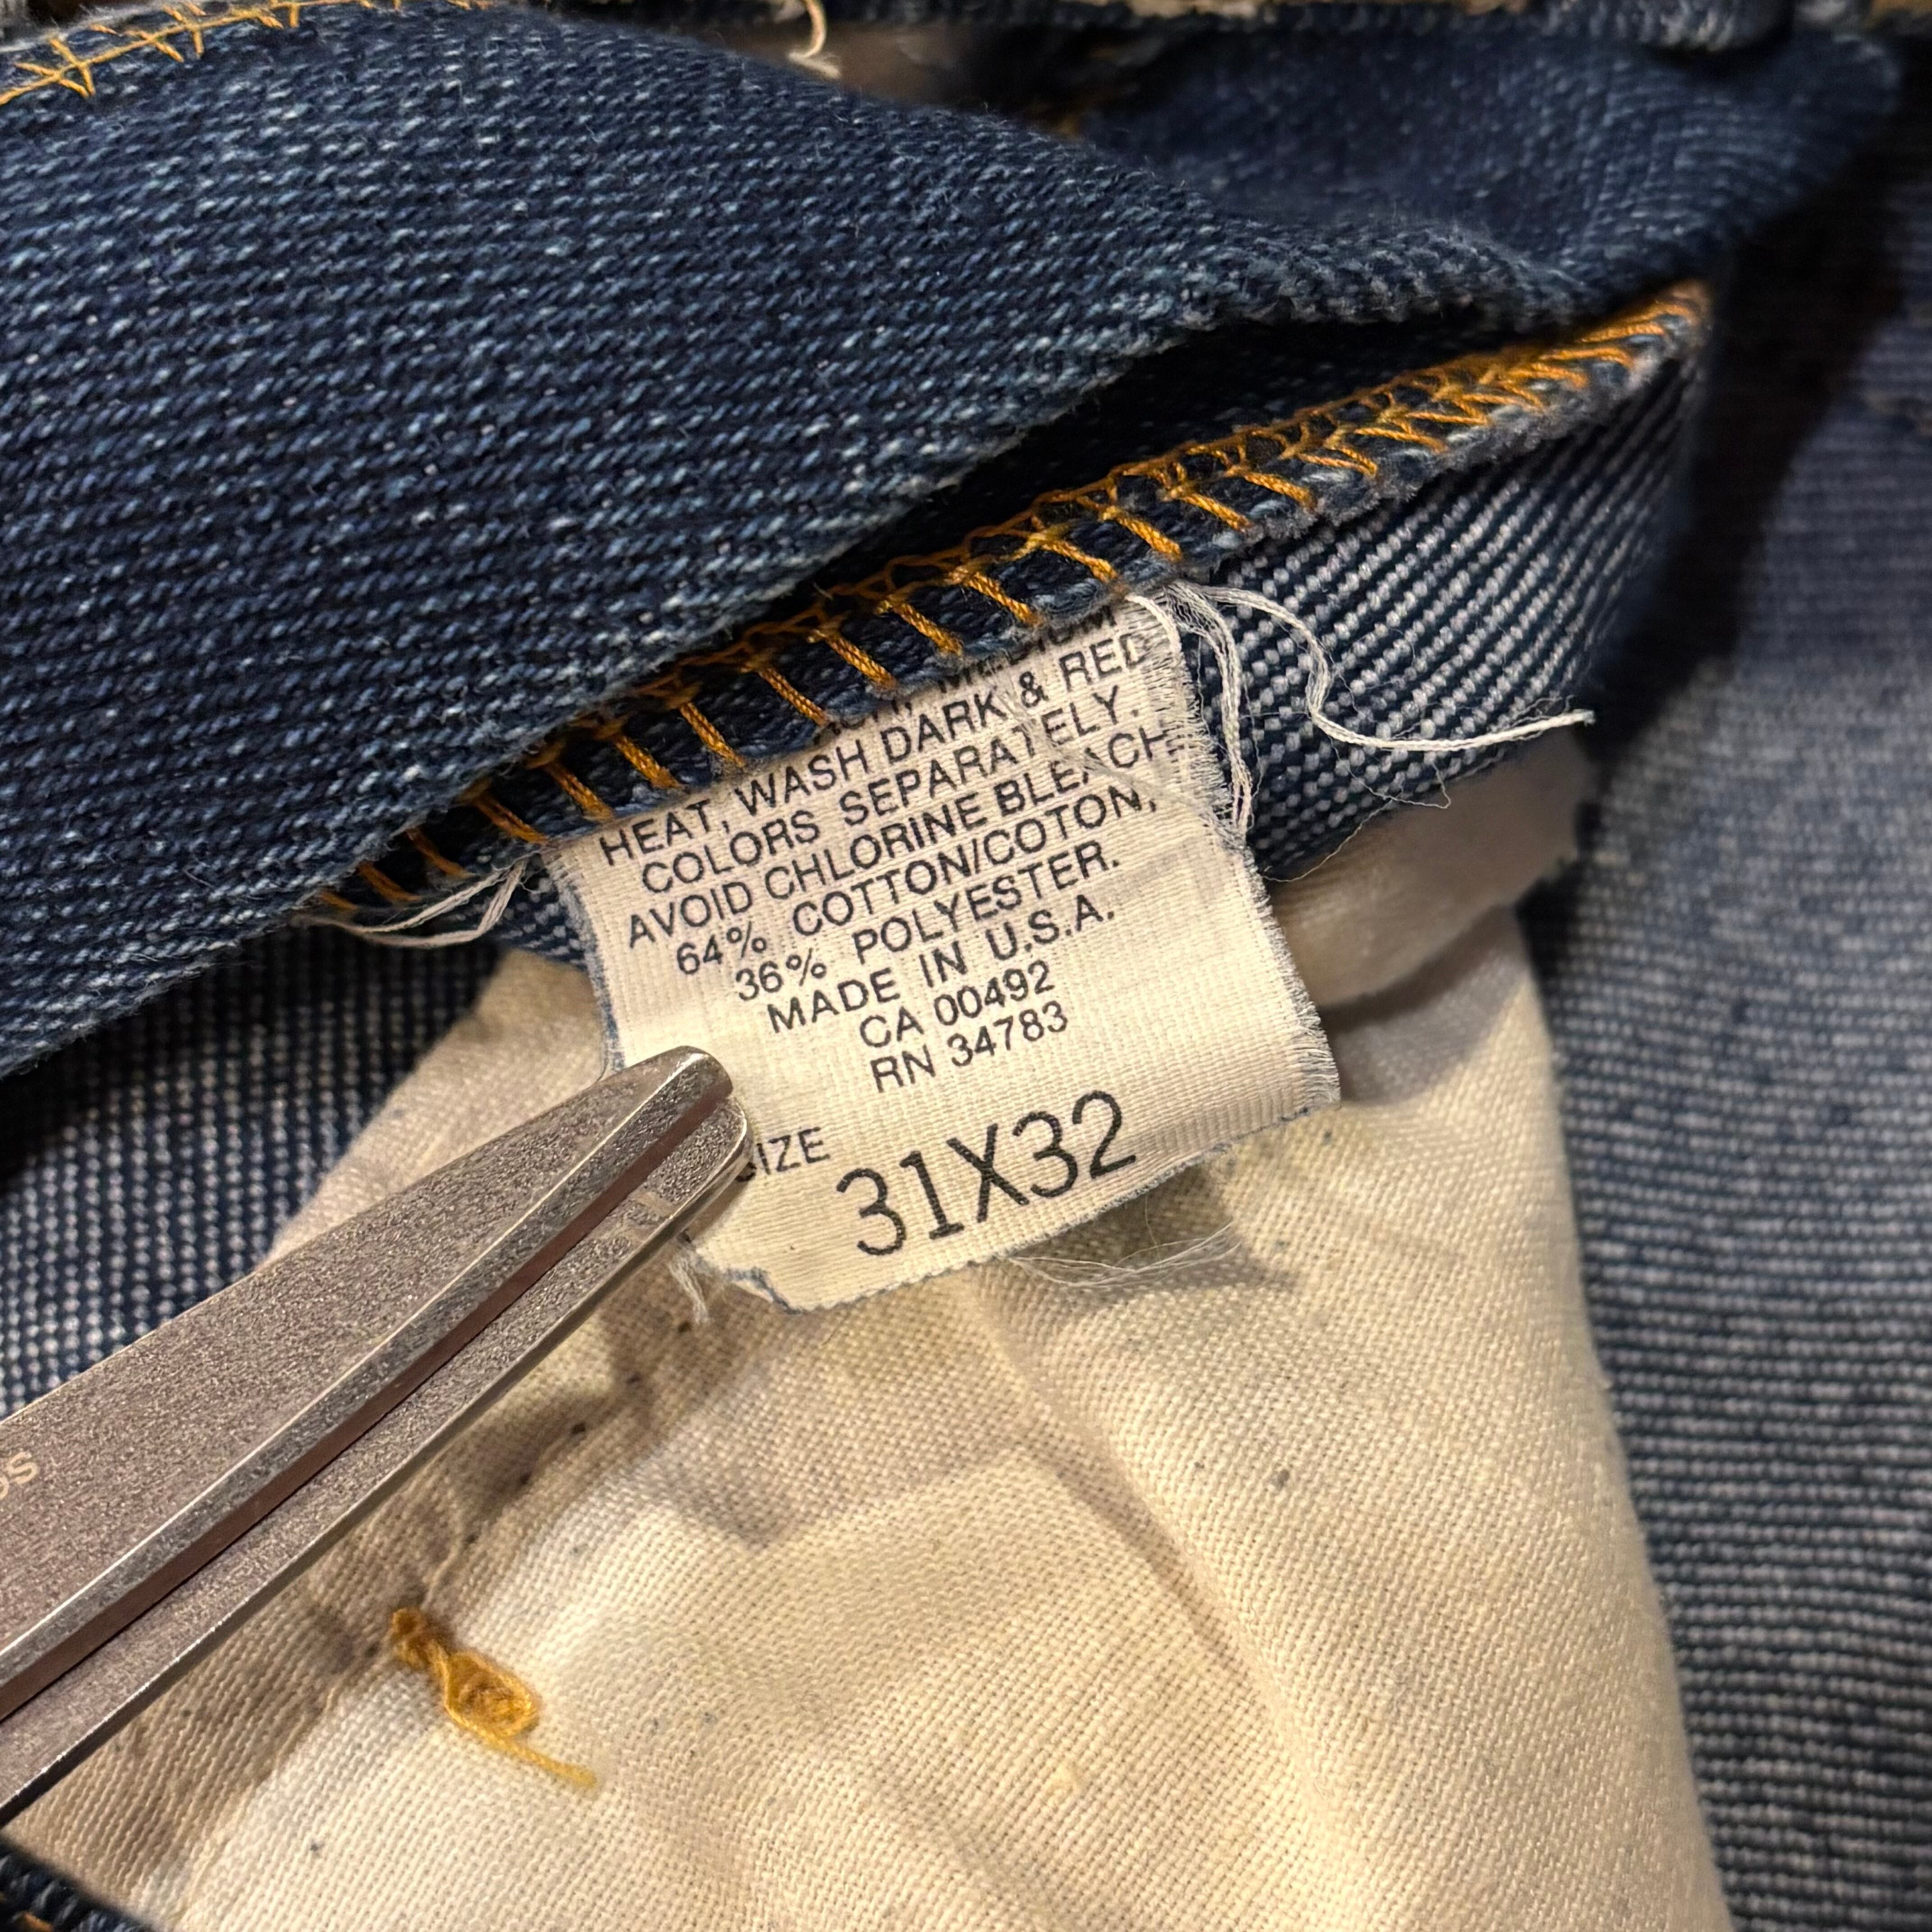 HEAT, WASH DARK & RED
COLORS SEPARATELY.
AVOID CHLORINE BLEACH
64% COTTON/COTON,
36% POLYESTER.
MADE IN U.S.A.
CA 00492
RN 34783
IZE
31X32